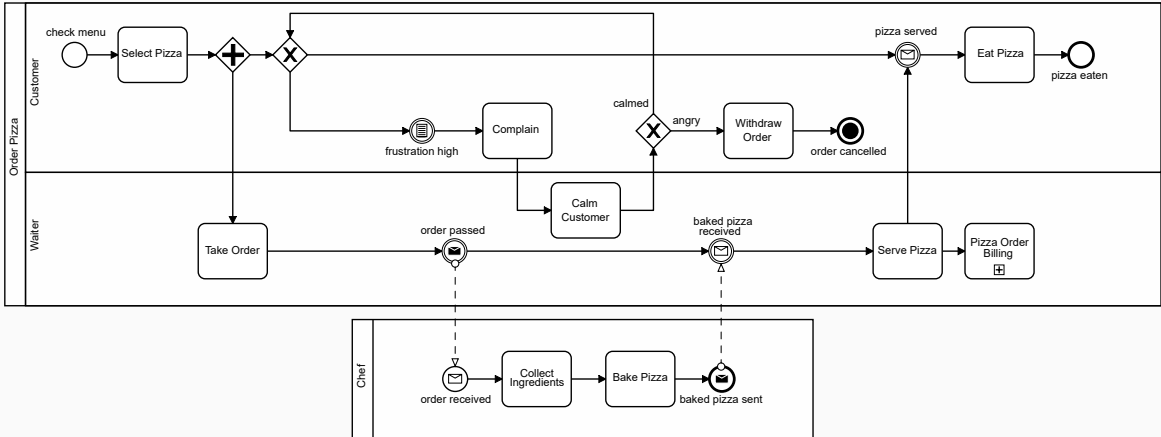 Order Pizza
Customer
check menu
Select Pizza
pizza served
Eat Pizza
pizza eaten
frustration high
Complain
calmed
angry
Withdraw
Order
order cancelled
Waiter
Take Order
order passed
Calm
Customer
baked pizza
received
Serve Pizza
Pizza Order
Billing
Chef
order received
Collect
Ingredients
Bake Pizza
baked pizza sent